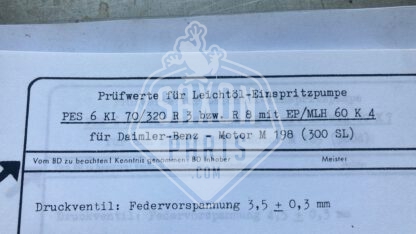 Prüfwerte für Leichtöl-Einspritzpumpe
PES 6 KI 70/320 R 3 bzw. R 8 mit EP/MLH 60 K 4
für Daimler-Benz - Motor M 198 (300 SL)
Vom BD zu beachten! Kenntnis genommen: BD Inhaber Meister
Druckventil: Federvorspannung 3,5 ± 0,3 mm
PARTS
.COM